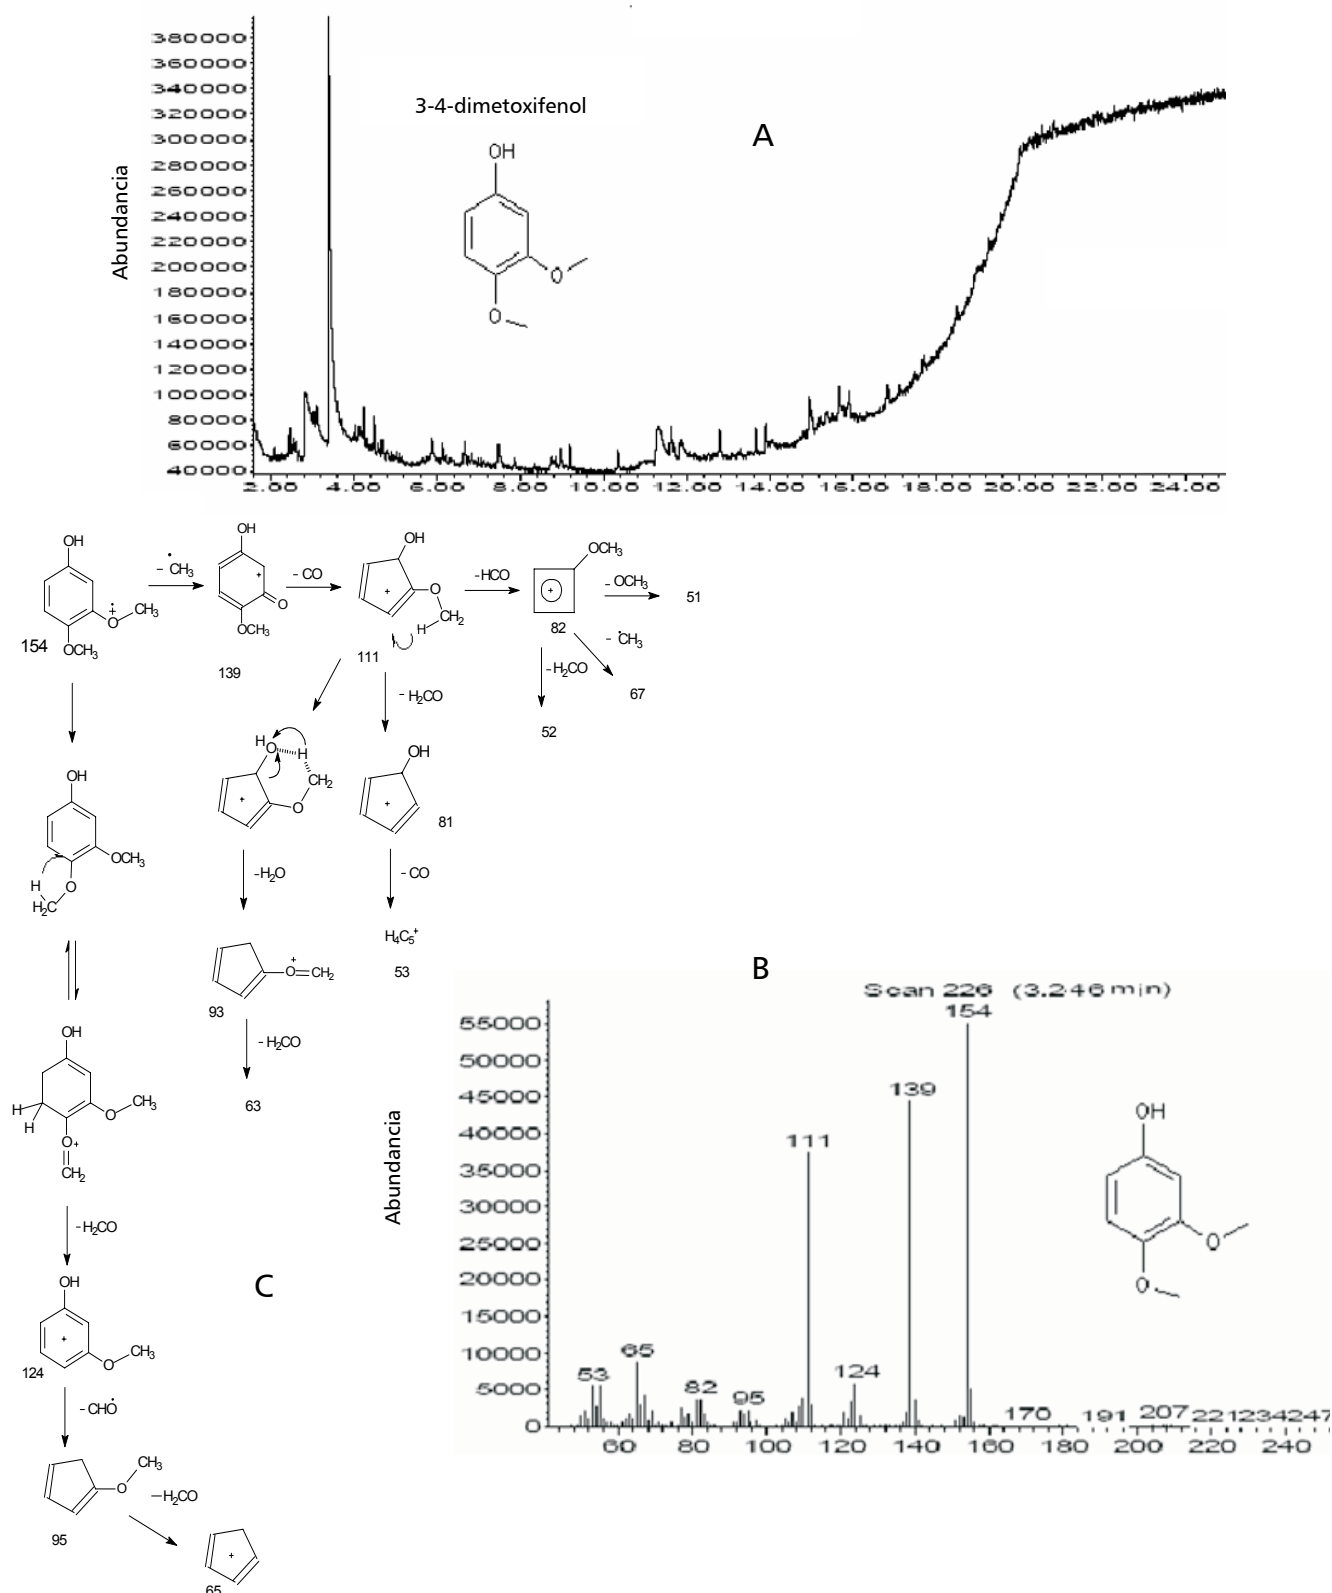 380000
360000
340000
320000
300000
280000
260000
240000
220000
200000
180000
160000
140000
120000
100000
80000
60000
40000
Abundancia
3-4-dimetoxifenol
A
OH
O
O
2.00 4.00 6.00 8.00 10.00 12.00 14.00 16.00 18.00 20.00 22.00 24.00
OH
O CH3
OCH3
154
- CH3
OH
+
O
OCH3
139
- CO
OH
+
O
CH2
H
111
-HCO
OCH3
+
82
- OCH3
51
- CH3
67
-H2CO
52
- H2CO
OH
+
81
- CO
H4C5+
53
H
O H
CH2
+
O
-H2O
+
O=CH2
93
- H2CO
63
OH
OCH3
H O
H2C
OH
H
H
O CH3
O+
CH2
- H2CO
OH
+
O CH3
124
- CHO
CH3
O
95
- H2CO
+
65
C
B
Scan 226 (3.246 min)
55000
50000
45000
40000
35000
30000
25000
20000
15000
10000
5000
0
Abundancia
154
139
111
124
65
53
82
95
170
191 207 221234247
OH
O
O
60 80 100 120 140 160 180 200 220 240